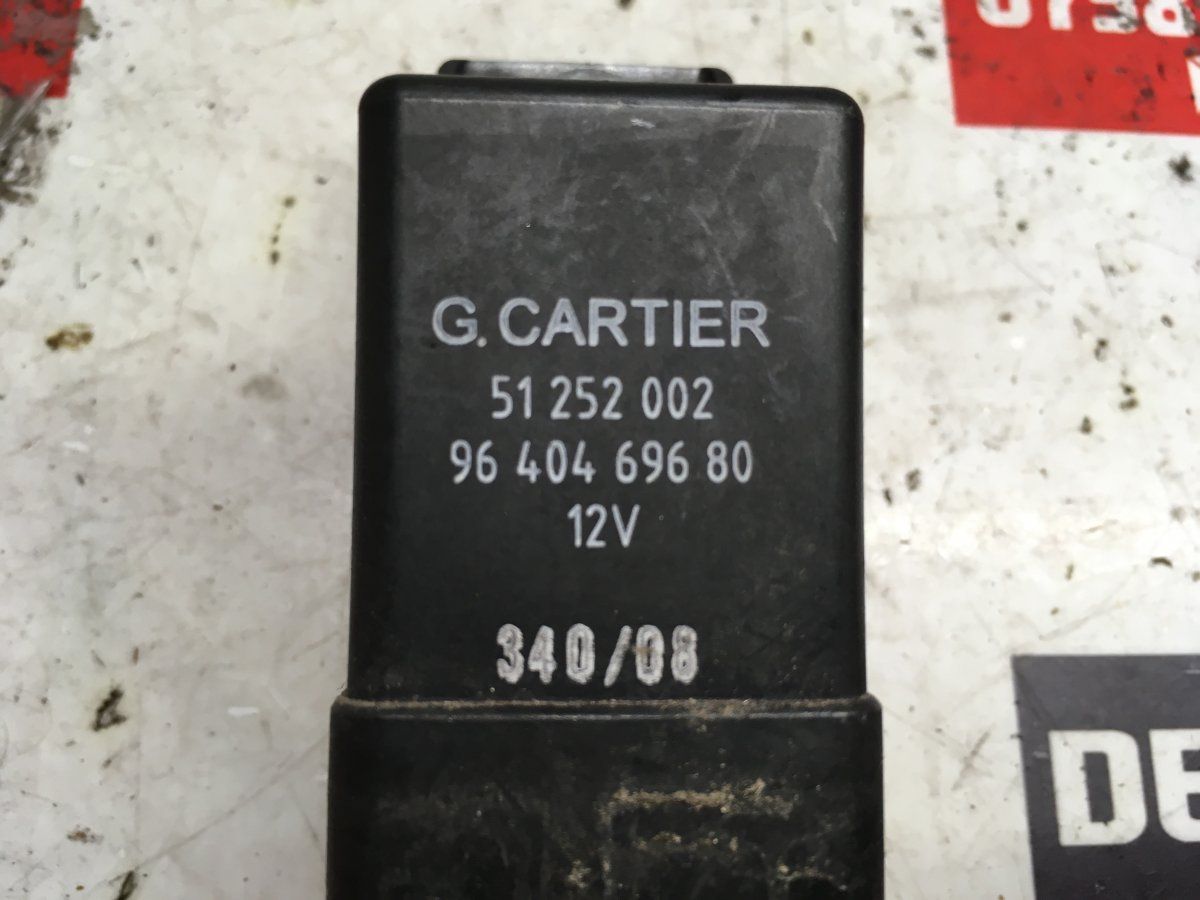 G. CARTIER
51 252 002
96 404 696 80
12V
340/08
DE